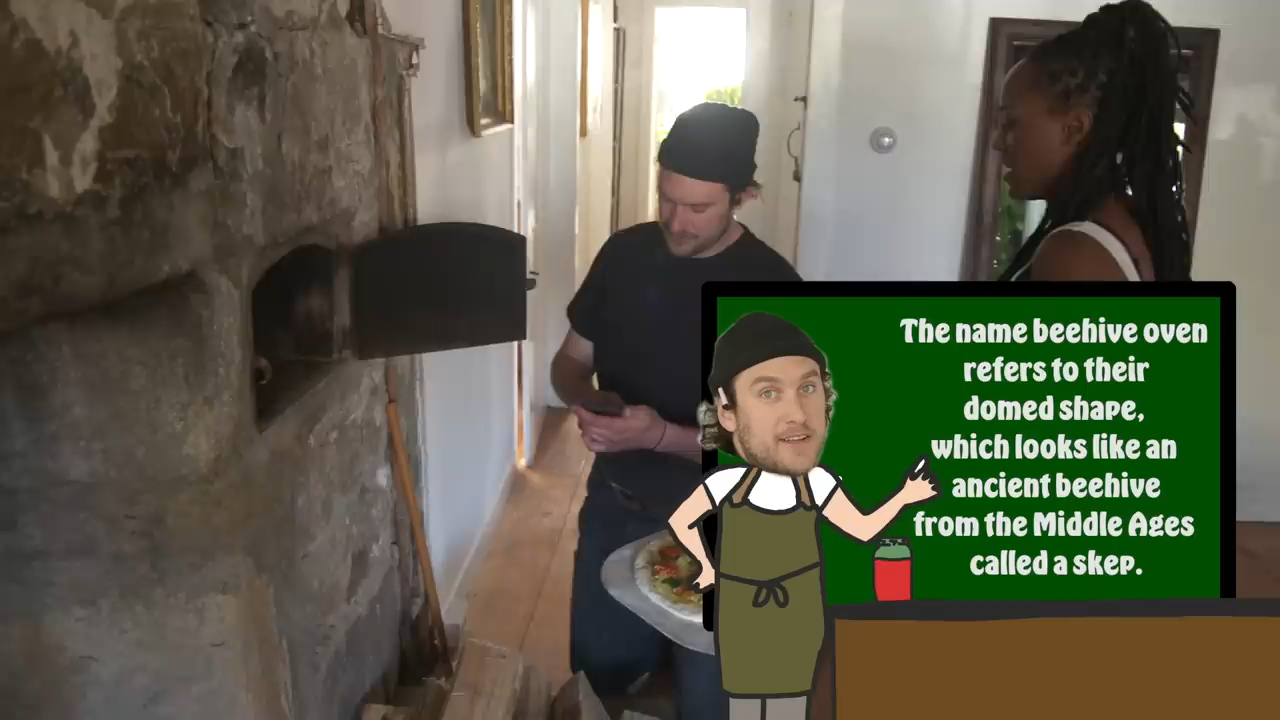 The name beehive oven
refers to their
domed shape,
which looks like an
ancient beehive
from the Middle Ages
called a skep.